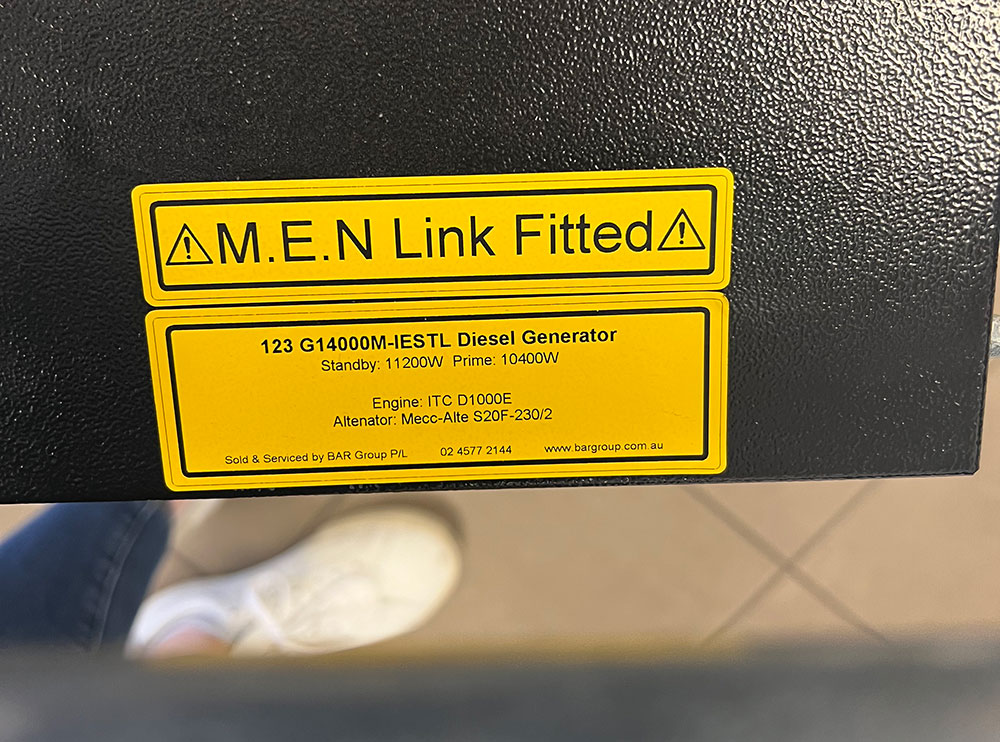 M.E.N Link Fitted
123 G14000M-IESTL Diesel Generator
Standby: 11200W Prime: 10400W
Engine: ITC D1000E
Altenator: Mecc-Alte S20F-230/2
Sold & Serviced by BAR Group P/L 02 4577 2144 www.bargroup.com.au